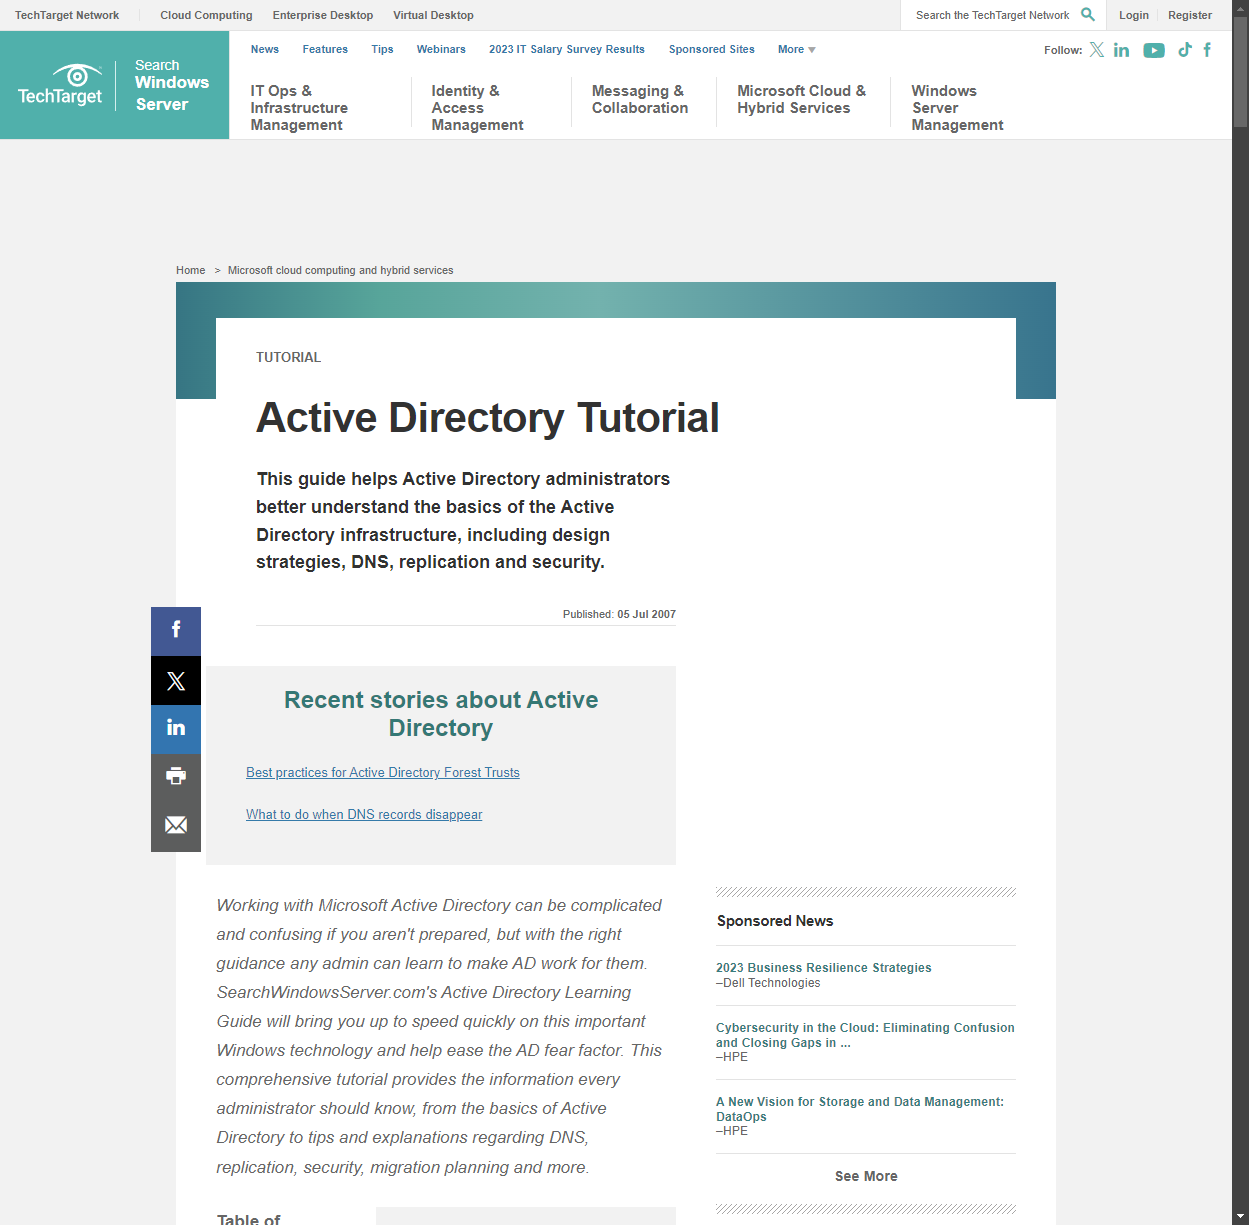 TechTarget Network
Cloud Computing
Enterprise Desktop
Virtual Desktop
Search the TechTarget Network
Login
Register
TechTarget
Search
Windows
Server
News
Features
Tips
Webinars
2023 IT Salary Survey Results
Sponsored Sites
More
Follow:
IT Ops &
Infrastructure
Management
Identity &
Access
Management
Messaging &
Collaboration
Microsoft Cloud &
Hybrid Services
Windows
Server
Management
Home > Microsoft cloud computing and hybrid services
TUTORIAL
Active Directory Tutorial
This guide helps Active Directory administrators
better understand the basics of the Active
Directory infrastructure, including design
strategies, DNS, replication and security.
Published: 05 Jul 2007
Recent stories about Active
Directory
Best practices for Active Directory Forest Trusts
What to do when DNS records disappear
Working with Microsoft Active Directory can be complicated
and confusing if you aren't prepared, but with the right
guidance any admin can learn to make AD work for them.
SearchWindowsServer.com's Active Directory Learning
Guide will bring you up to speed quickly on this important
Windows technology and help ease the AD fear factor. This
comprehensive tutorial provides the information every
administrator should know, from the basics of Active
Directory to tips and explanations regarding DNS,
replication, security, migration planning and more.
Table of
Sponsored News
2023 Business Resilience Strategies
–Dell Technologies
Cybersecurity in the Cloud: Eliminating Confusion
and Closing Gaps in ...
–HPE
A New Vision for Storage and Data Management:
DataOps
–HPE
See More